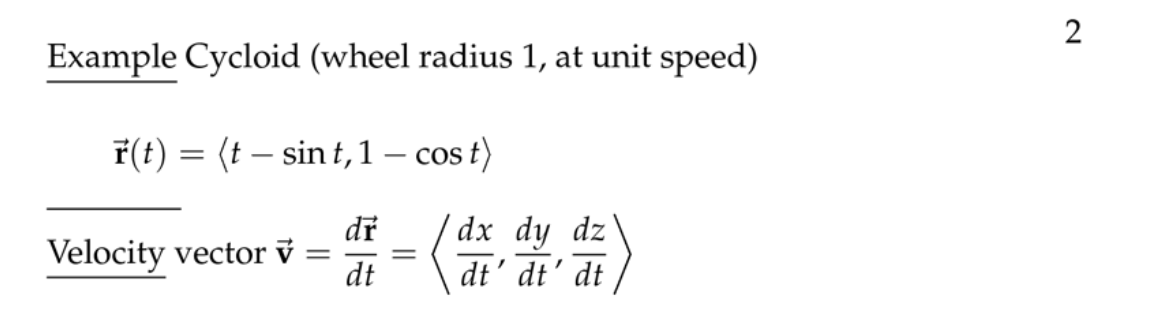 2
Example Cycloid (wheel radius 1, at unit speed)
r⃗(t) = ⟨t − sin t, 1 − cos t⟩
Velocity vector v⃗ = dr⃗/dt = ⟨dx/dt, dy/dt, dz/dt⟩